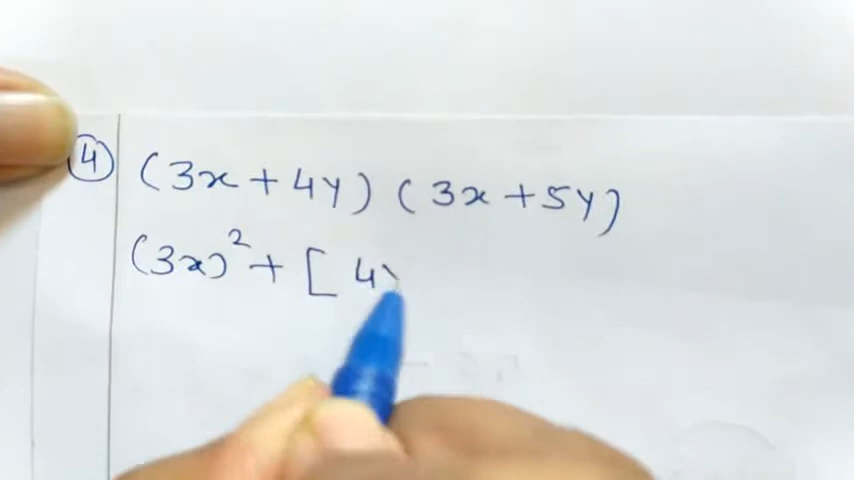 ④ (3x + 4y) (3x + 5y)
(3x)² + [ 4